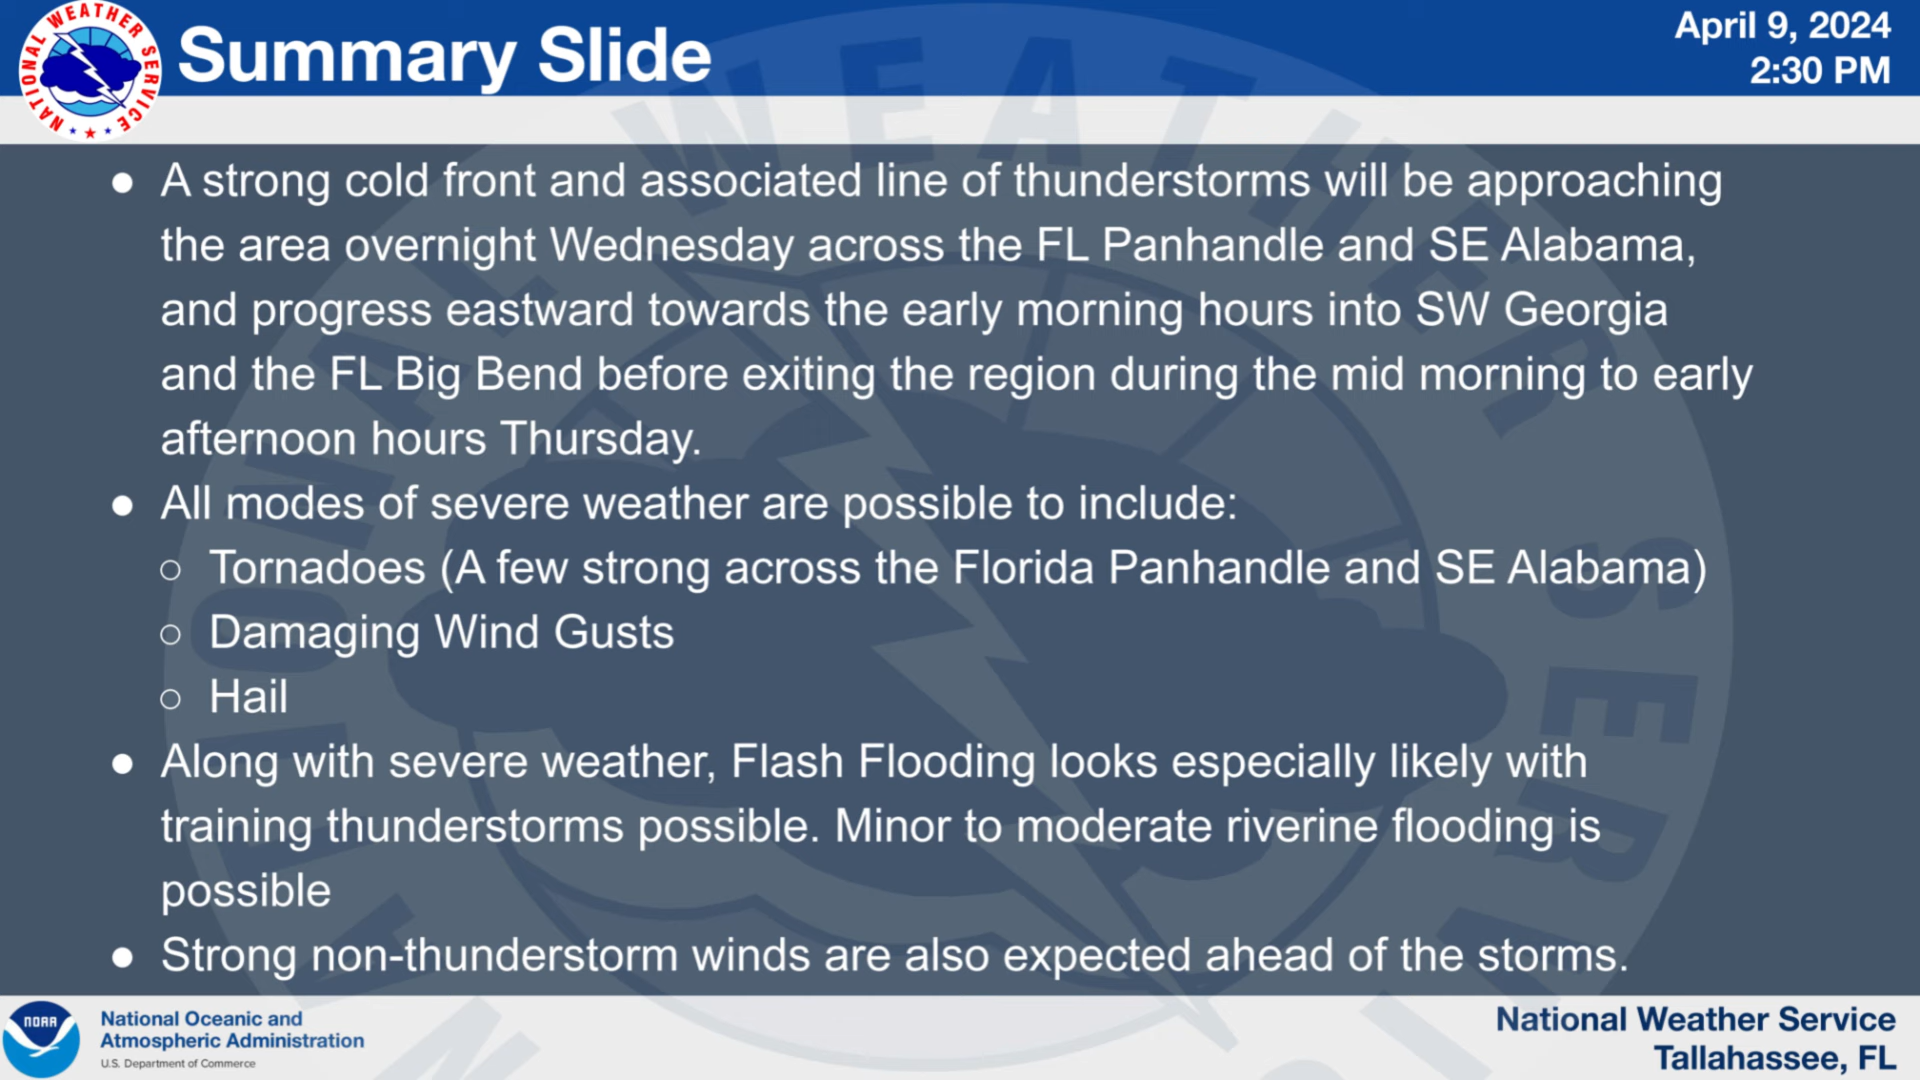 NATIONAL WEATHER SERVICE
Summary Slide
April 9, 2024
2:30 PM
● A strong cold front and associated line of thunderstorms will be approaching
the area overnight Wednesday across the FL Panhandle and SE Alabama,
and progress eastward towards the early morning hours into SW Georgia
and the FL Big Bend before exiting the region during the mid morning to early
afternoon hours Thursday.
● All modes of severe weather are possible to include:
○ Tornadoes (A few strong across the Florida Panhandle and SE Alabama)
○ Damaging Wind Gusts
○ Hail
● Along with severe weather, Flash Flooding looks especially likely with
training thunderstorms possible. Minor to moderate riverine flooding is
possible
● Strong non-thunderstorm winds are also expected ahead of the storms.
NOAA
National Oceanic and
Atmospheric Administration
U.S. Department of Commerce
National Weather Service
Tallahassee, FL